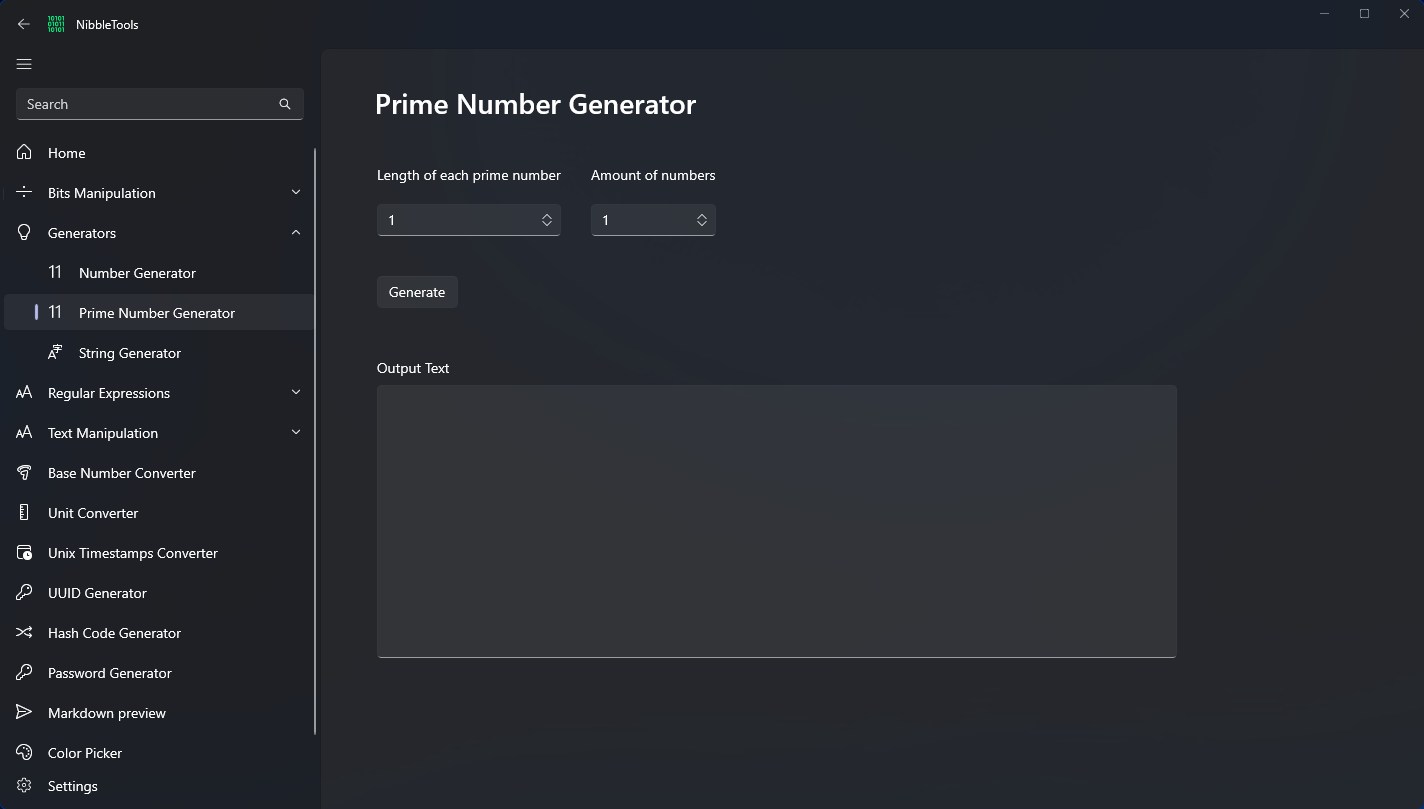 NibbleTools
Search
Home
Bits Manipulation
Generators
11 Number Generator
11 Prime Number Generator
String Generator
Regular Expressions
Text Manipulation
Base Number Converter
Unit Converter
Unix Timestamps Converter
UUID Generator
Hash Code Generator
Password Generator
Markdown preview
Color Picker
Settings
Prime Number Generator
Length of each prime number Amount of numbers
1 1
Generate
Output Text